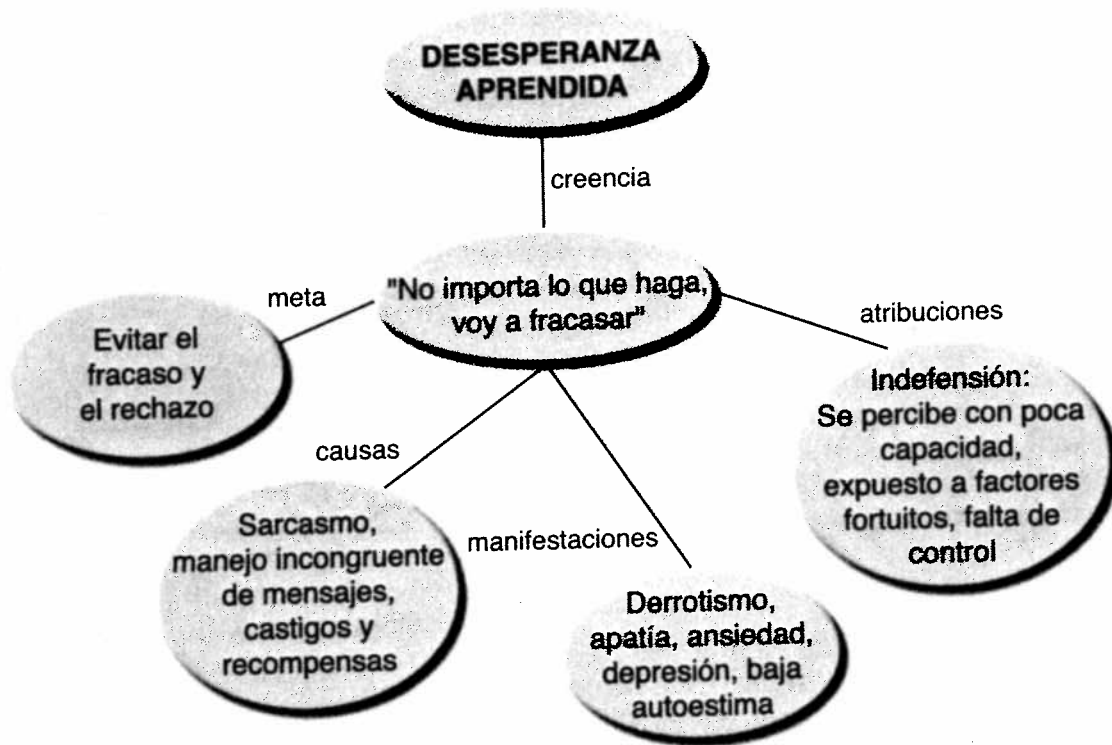 DESESPERANZA
APRENDIDA
creencia
"No importa lo que haga,
voy a fracasar"
meta
Evitar el
fracaso y
el rechazo
atribuciones
Indefensión:
Se percibe con poca
capacidad,
expuesto a factores
fortuitos, falta de
control
causas
Sarcasmo,
manejo incongruente
de mensajes,
castigos y
recompensas
manifestaciones
Derrotismo,
apatía, ansiedad,
depresión, baja
autoestima